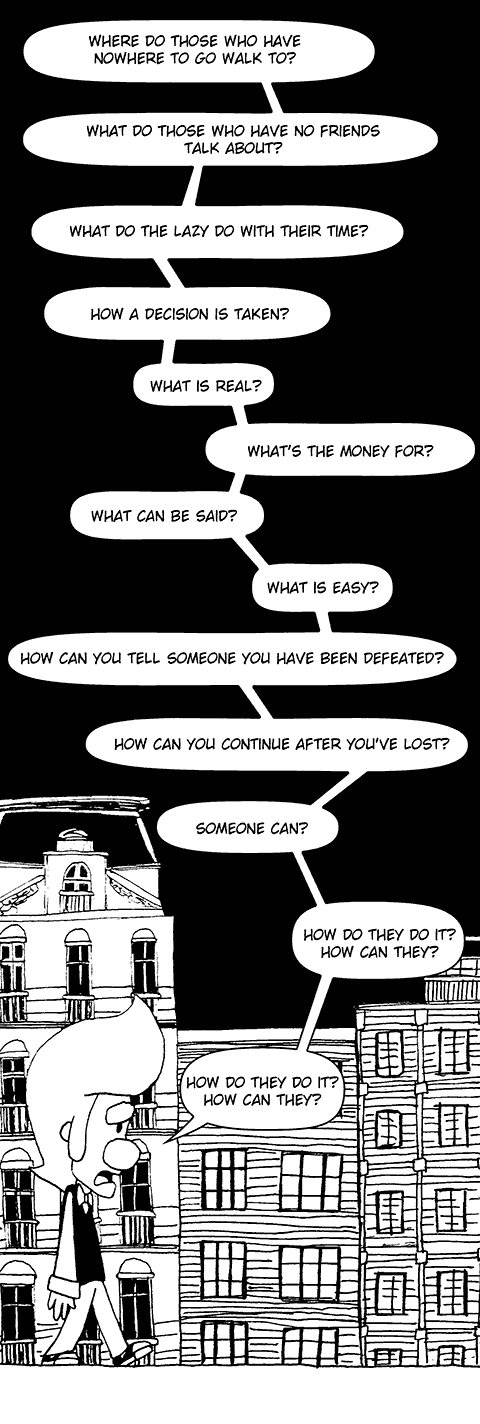 WHERE DO THOSE WHO HAVE
NOWHERE TO GO WALK TO?
WHAT DO THOSE WHO HAVE NO FRIENDS
TALK ABOUT?
WHAT DO THE LAZY DO WITH THEIR TIME?
HOW A DECISION IS TAKEN?
WHAT IS REAL?
WHAT'S THE MONEY FOR?
WHAT CAN BE SAID?
WHAT IS EASY?
HOW CAN YOU TELL SOMEONE YOU HAVE BEEN DEFEATED?
HOW CAN YOU CONTINUE AFTER YOU'VE LOST?
SOMEONE CAN?
HOW DO THEY DO IT?
HOW CAN THEY?
HOW DO THEY DO IT?
HOW CAN THEY?